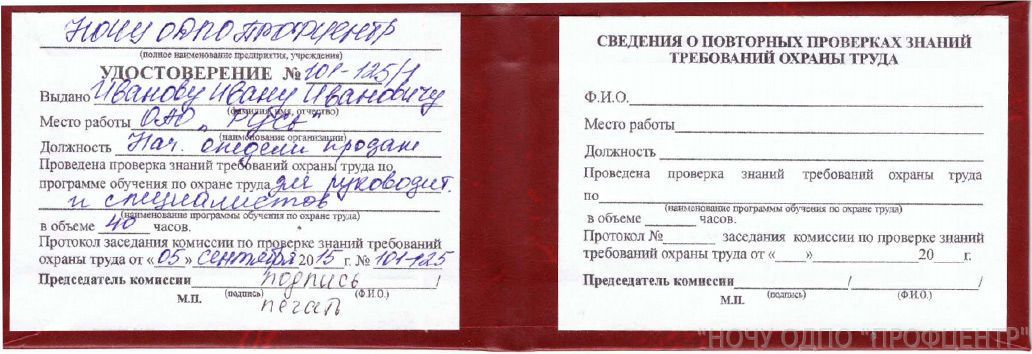 НОЧУ ОДПО ПРОФЦЕНТР
(полное наименование предприятия, учреждения)
УДОСТОВЕРЕНИЕ № 101-125/1
Выдано Иванову Ивану Ивановичу
(фамилия, имя, отчество)
Место работы ОАО „Русь"
(наименование организации)
Должность Нач. отдела продаж
Проведена проверка знаний требований охраны труда по
программе обучения по охране труда для руководит.
и специалистов
(наименование программы обучения по охране труда)
в объеме 40 часов.
Протокол заседания комиссии по проверке знаний требований
охраны труда от «05» сентября 2015 г. № 101-125
Председатель комиссии подпись / /
(подпись) (Ф.И.О.)
М.П. печать
СВЕДЕНИЯ О ПОВТОРНЫХ ПРОВЕРКАХ ЗНАНИЙ
ТРЕБОВАНИЙ ОХРАНЫ ТРУДА
Ф.И.О.
Место работы
Должность
Проведена проверка знаний требований охраны труда
по
(наименование программы обучения по охране труда)
в объеме часов.
Протокол № заседания комиссии по проверке знаний
требований охраны труда от « » 20 г.
Председатель комиссии / /
М.П. (подпись) (Ф.И.О.)
"НОЧУ ОДПО "ПРОФЦЕНТР"